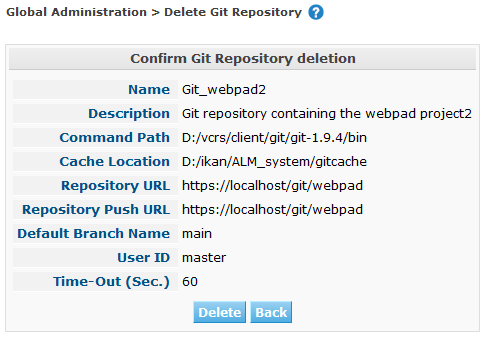 Global Administration > Delete Git Repository ?
Confirm Git Repository deletion
Name Git_webpad2
Description Git repository containing the webpad project2
Command Path D:/vcrs/client/git/git-1.9.4/bin
Cache Location D:/ikan/ALM_system/gitcache
Repository URL https://localhost/git/webpad
Repository Push URL https://localhost/git/webpad
Default Branch Name main
User ID master
Time-Out (Sec.) 60
Delete Back